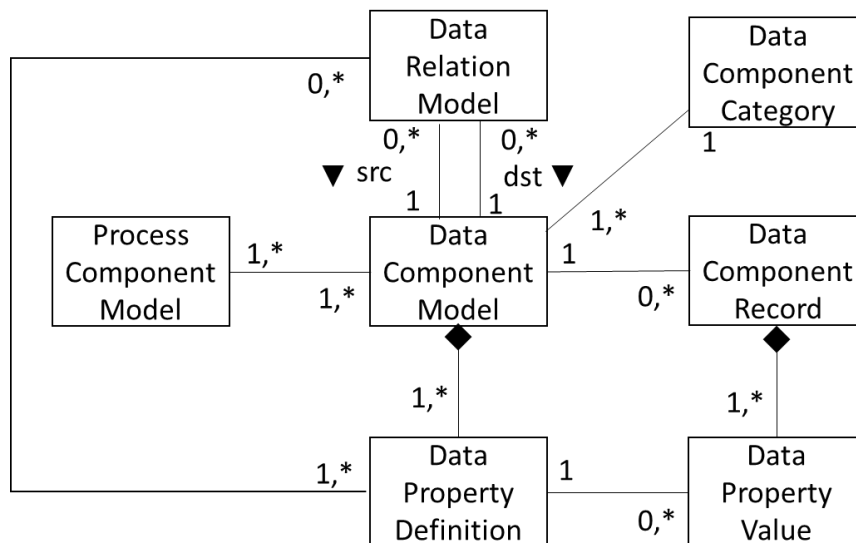 Data
Relation
Model
Data
Component
Category
0,*
0,*
0,*
1
▼ src
dst ▼
1
1
1,*
Process
Component
Model
1,*
1,*
Data
Component
Model
1
0,*
Data
Component
Record
1,*
1,*
1,*
Data
Property
Definition
1
0,*
Data
Property
Value